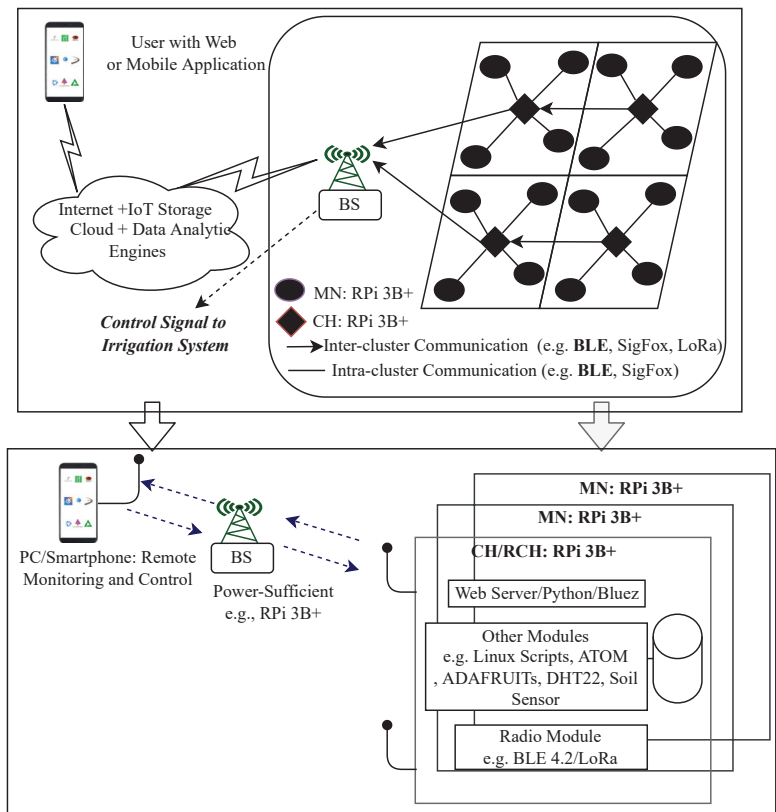 User with Web
or Mobile Application
BS
Internet +IoT Storage
Cloud + Data Analytic
Engines
Control Signal to
Irrigation System
MN: RPi 3B+
CH: RPi 3B+
Inter-cluster Communication (e.g. BLE, SigFox, LoRa)
Intra-cluster Communication (e.g. BLE, SigFox)
PC/Smartphone: Remote
Monitoring and Control
BS
Power-Sufficient
e.g., RPi 3B+
MN: RPi 3B+
MN: RPi 3B+
CH/RCH: RPi 3B+
Web Server/Python/Bluez
Other Modules
e.g. Linux Scripts, ATOM
, ADAFRUITs, DHT22, Soil
Sensor
Radio Module
e.g. BLE 4.2/LoRa